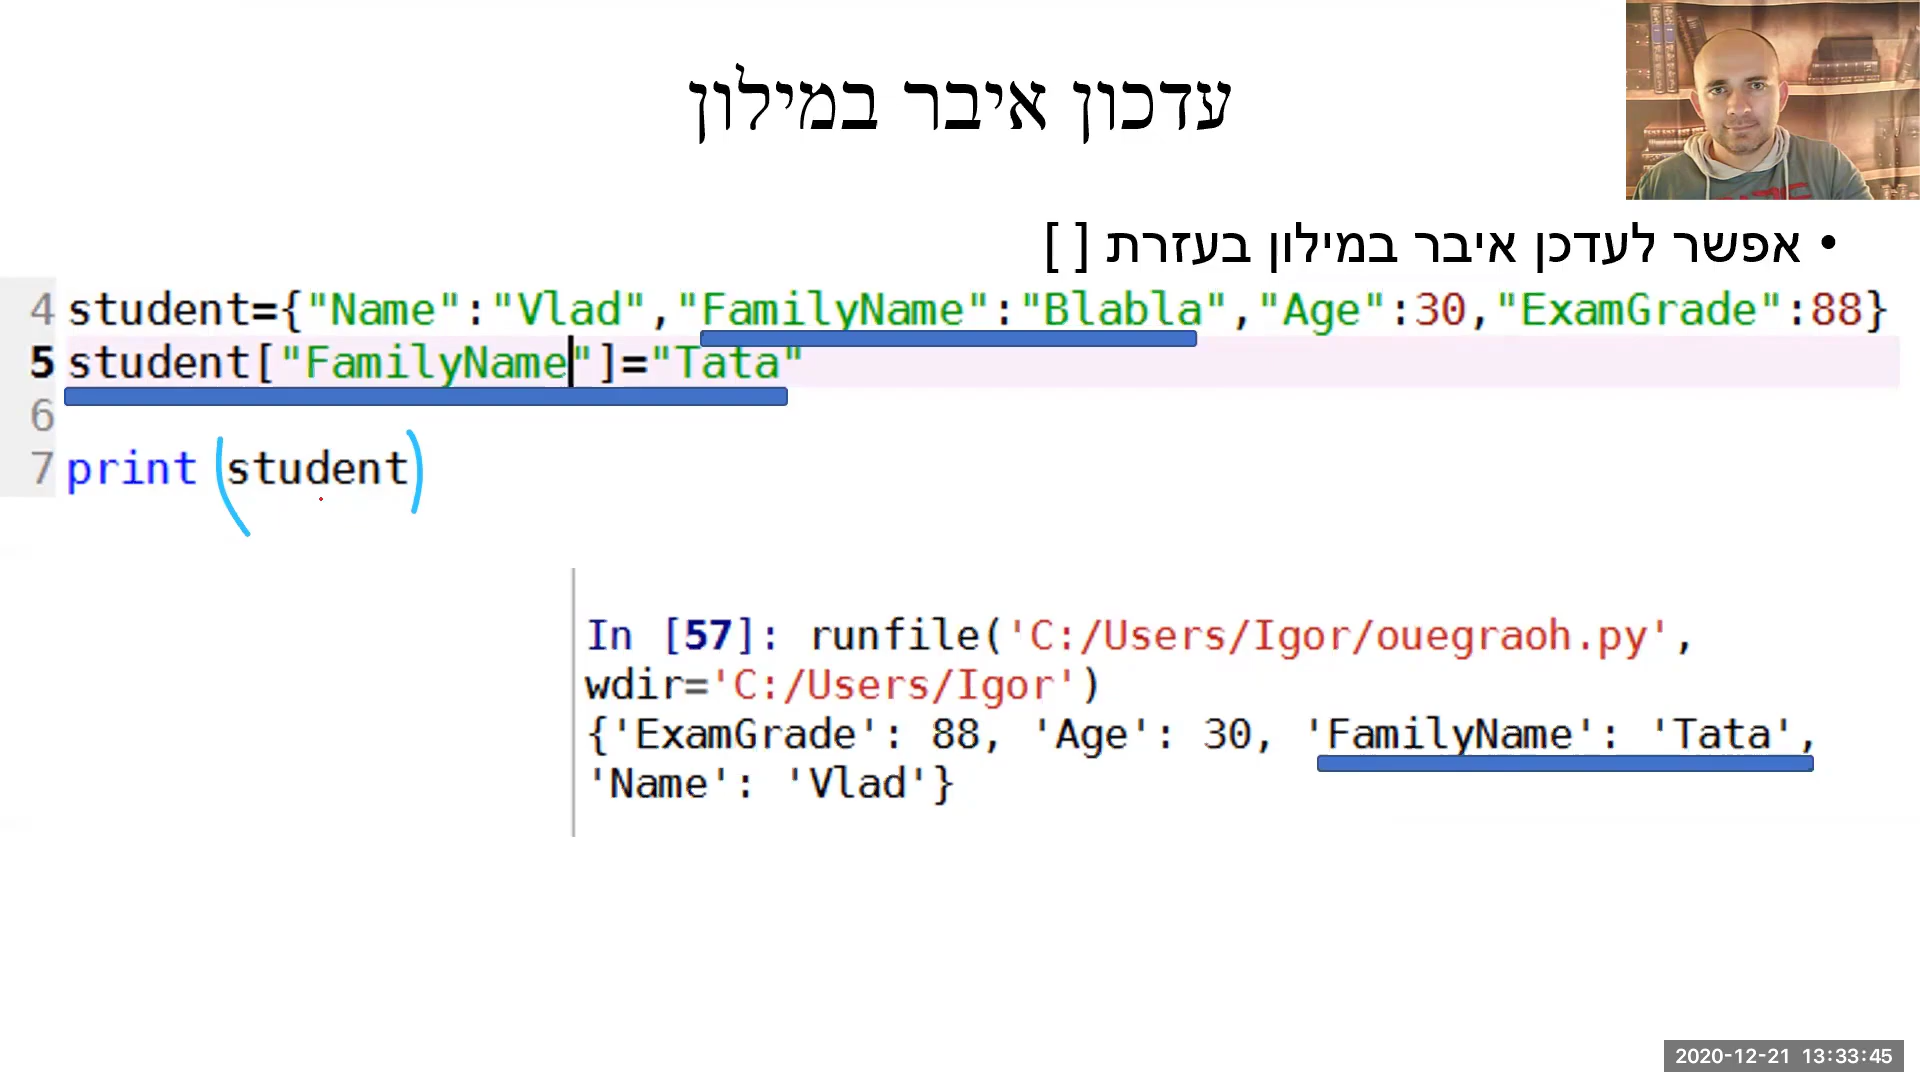 עדכון איבר במילון
• אפשר לעדכן איבר במילון בעזרת [ ]
4 student={"Name":"Vlad","FamilyName":"Blabla","Age":30,"ExamGrade":88}
5 student["FamilyName"]="Tata"
6
7 print (student)
In [57]: runfile('C:/Users/Igor/ouegraoh.py',
wdir='C:/Users/Igor')
{'ExamGrade': 88, 'Age': 30, 'FamilyName': 'Tata',
'Name': 'Vlad'}
2020-12-21 13:33:45